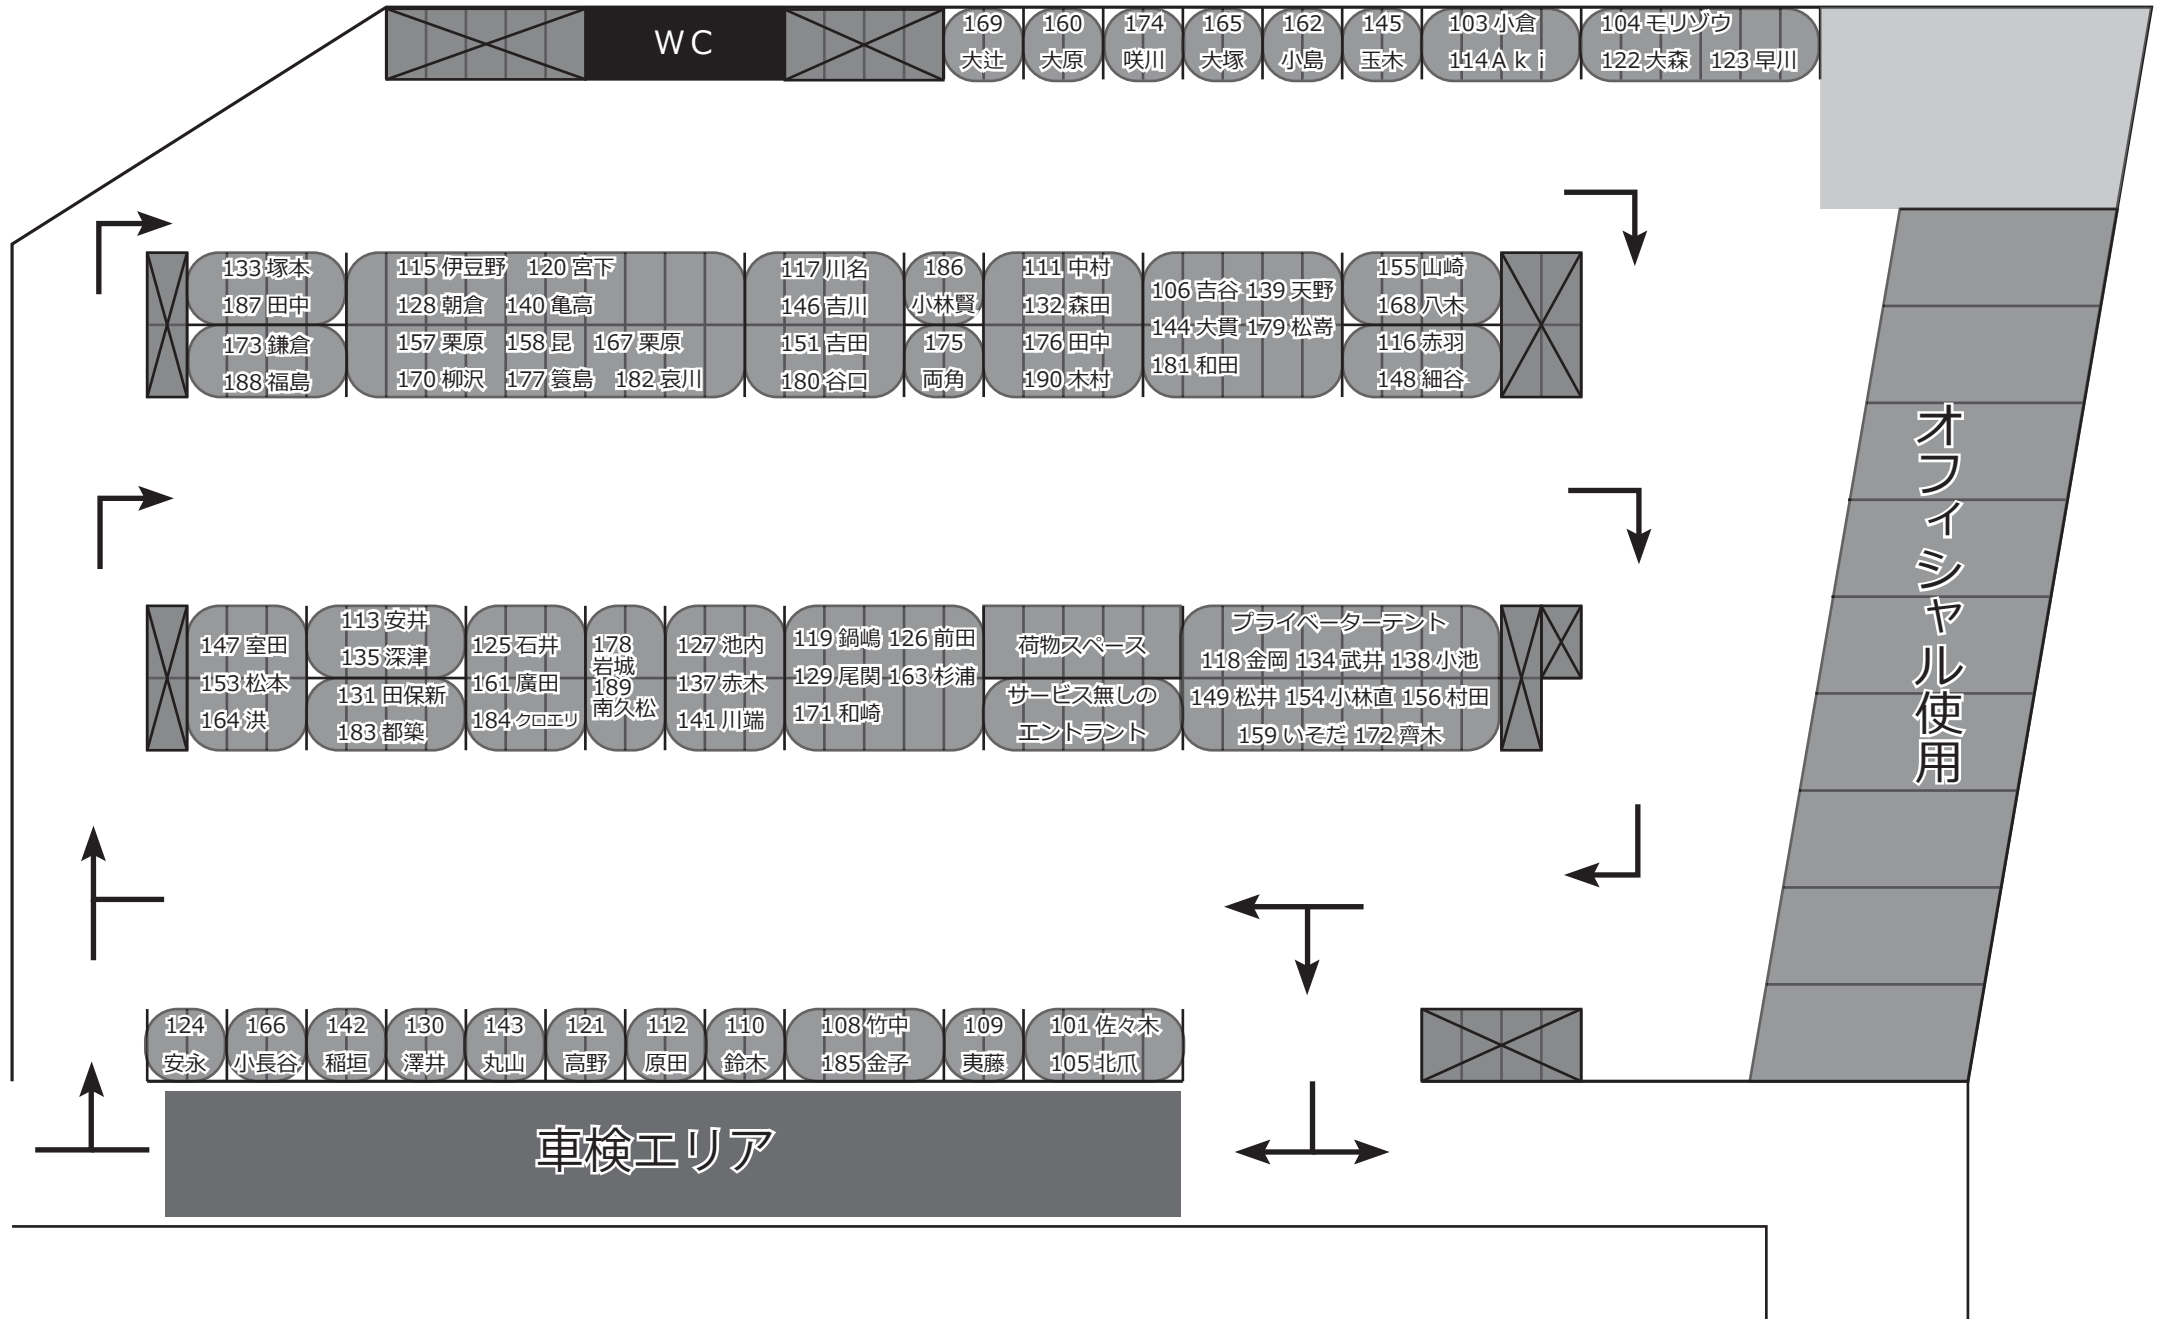 WC
169
大辻
160
大原
174
咲川
165
大塚
162
小島
145
玉木
103 小倉
114Ａｋｉ
104 モリゾウ
122 大森 123 早川
133 塚本
187 田中
173 鎌倉
188 福島
115 伊豆野 120 宮下
128 朝倉 140 亀高
157 栗原 158 昆 167 栗原
170 柳沢 177 簑島 182 哀川
117 川名
146 吉川
151 吉田
180 谷口
186
小林賢
175
両角
111 中村
132 森田
176 田中
190 木村
106 吉谷 139 天野
144 大貫 179 松嵜
181 和田
155 山崎
168 八木
116 赤羽
148 細谷
オフィシャル使用
147 室田
153 松本
164 洪
113 安井
135 深津
131 田保新
183 都築
125 石井
161 廣田
184 クロエリ
178
岩城
189
南久松
127 池内
137 赤木
141 川端
119 鍋嶋 126 前田
129 尾関 163 杉浦
171 和崎
荷物スペース
サービス無しの
エントラント
プライベーターテント
118 金岡 134 武井 138 小池
149 松井 154 小林直 156 村田
159 いそだ 172 齊木
124
安永
166
小長谷
142
稲垣
130
澤井
143
丸山
121
高野
112
原田
110
鈴木
108 竹中
185 金子
109
夷藤
101 佐々木
105 北爪
車検エリア